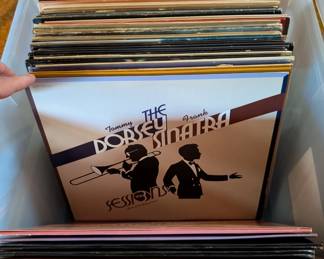 THE
Tommy Frank
DORSEY
SINATRA
SESSIONS